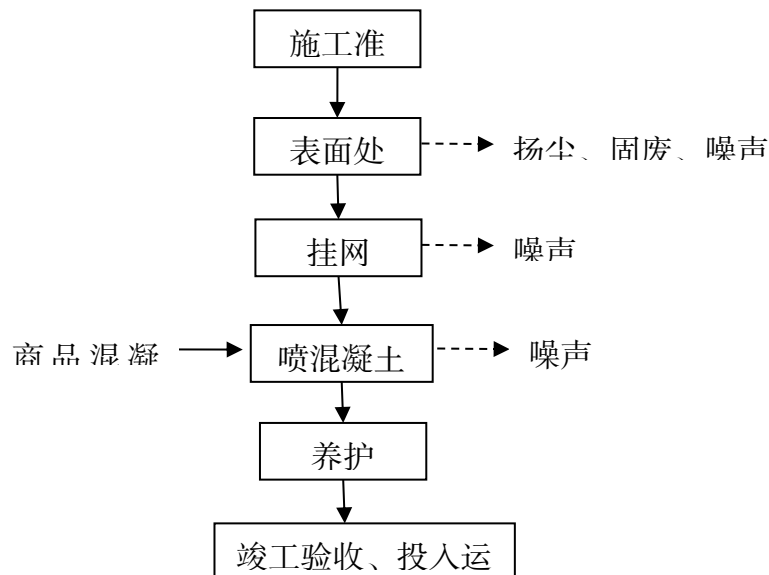 施工准
表面处
扬尘、固废、噪声
挂网
噪声
商品混凝
喷混凝土
噪声
养护
竣工验收、投入运